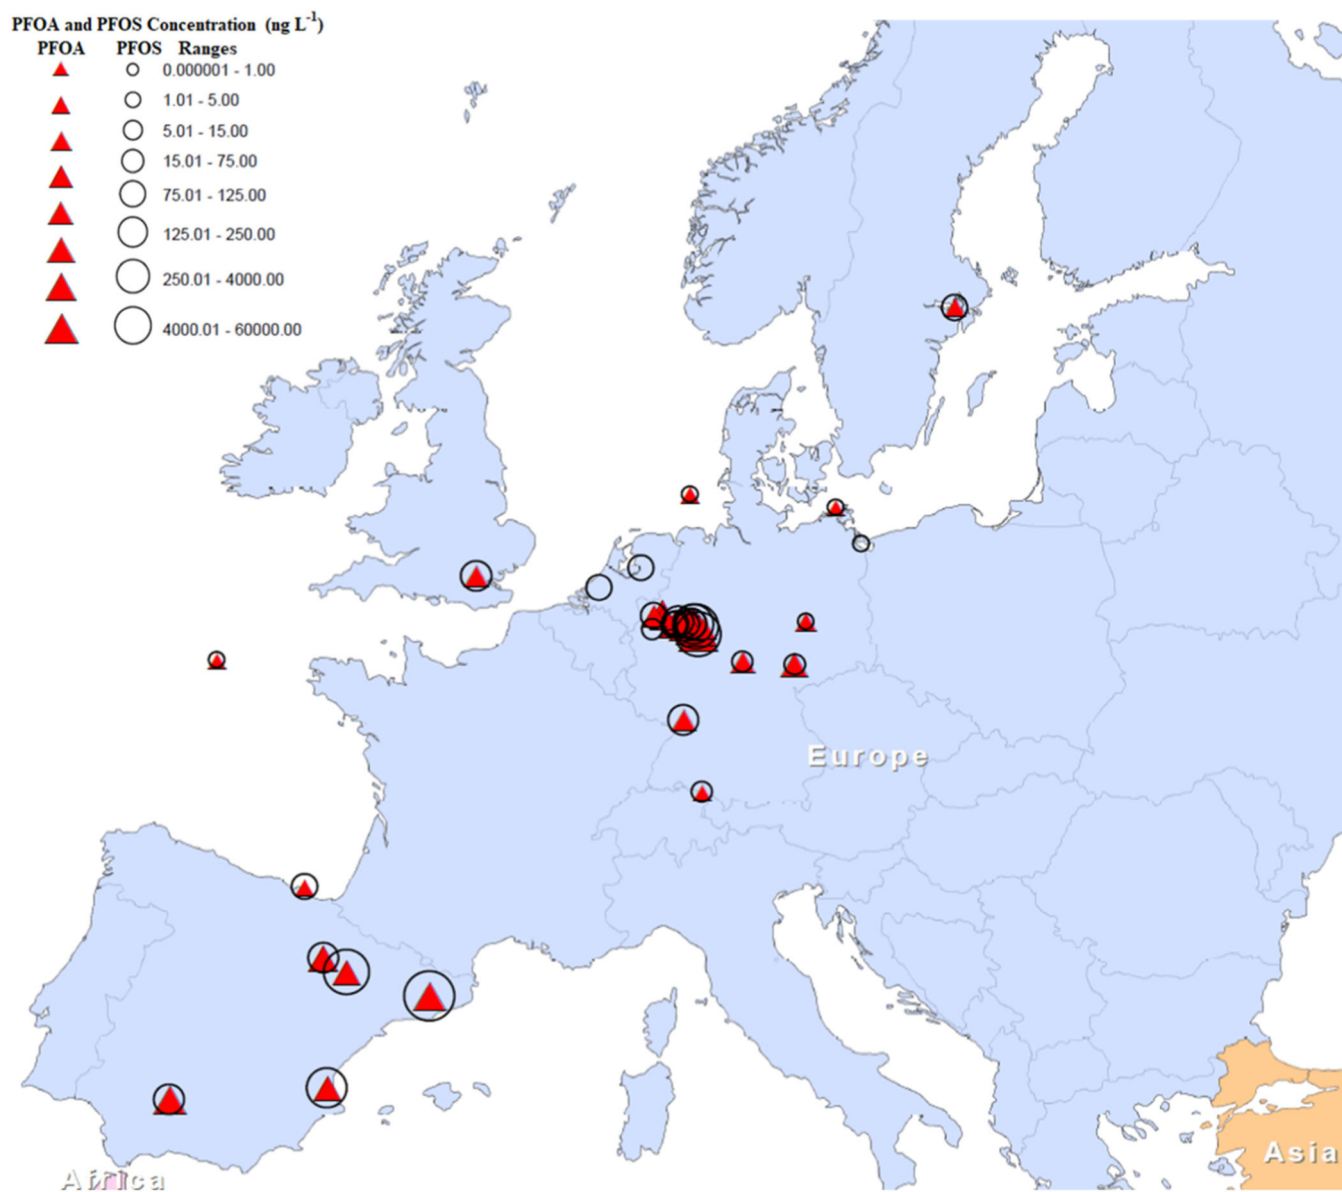 PFOA and PFOS Concentration (ng L-1)
PFOA PFOS Ranges
0.000001 - 1.00
1.01 - 5.00
5.01 - 15.00
15.01 - 75.00
75.01 - 125.00
125.01 - 250.00
250.01 - 4000.00
4000.01 - 60000.00
Europe
Asia
Africa